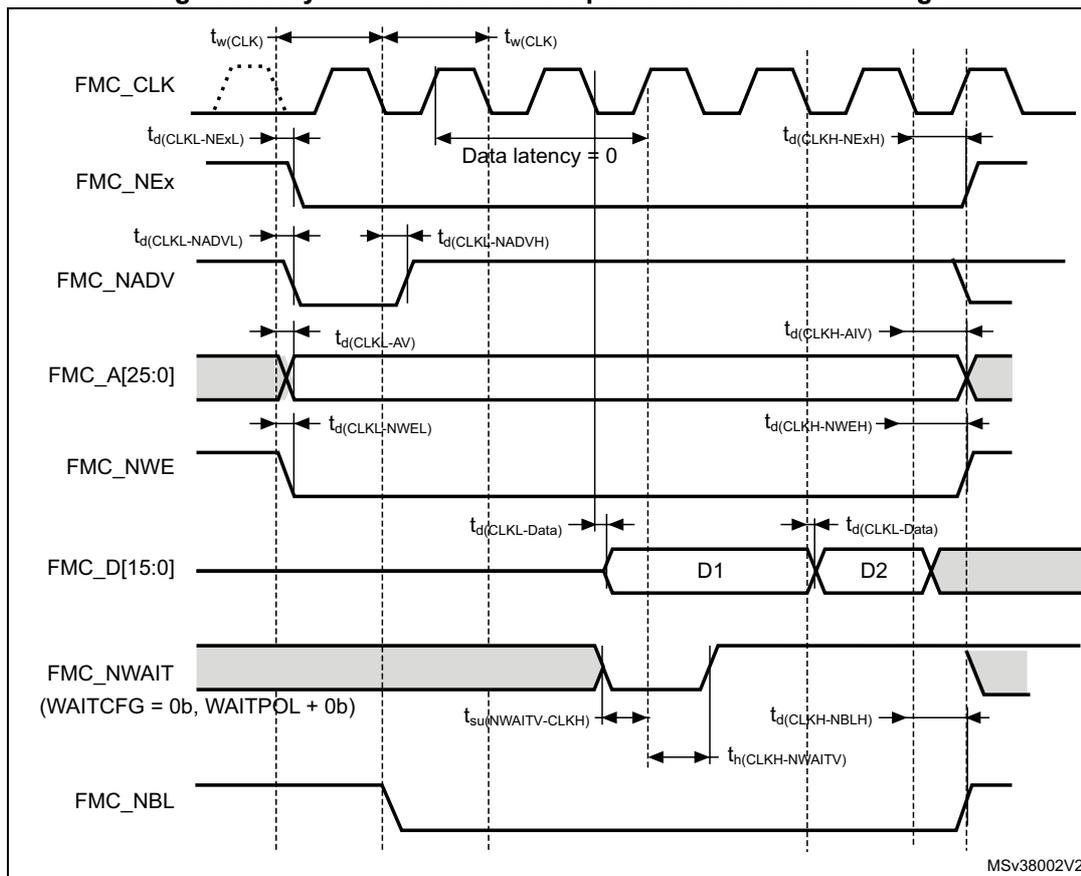 tw(CLK) tw(CLK)
FMC_CLK
td(CLKL-NExL) Data latency = 0 td(CLKH-NExH)
FMC_NEx
td(CLKL-NADVL) td(CLKL-NADVH)
FMC_NADV
td(CLKL-AV) td(CLKH-AIV)
FMC_A[25:0]
td(CLKL-NWEL) td(CLKH-NWEH)
FMC_NWE
td(CLKL-Data) td(CLKL-Data)
FMC_D[15:0] D1 D2
FMC_NWAIT
(WAITCFG = 0b, WAITPOL + 0b)
tsu(NWAITV-CLKH) td(CLKH-NBLH)
th(CLKH-NWAITV)
FMC_NBL
MSv38002V2